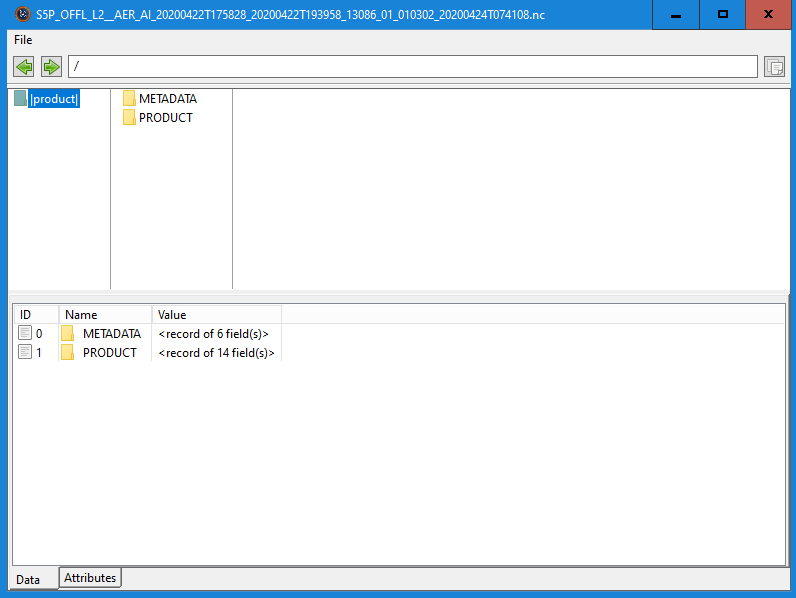 S5P_OFFL_L2__AER_AI_20200422T175828_20200422T193958_13086_01_010302_20200424T074108.nc
File
/
|product|
METADATA
PRODUCT
ID Name Value
0 METADATA <record of 6 field(s)>
1 PRODUCT <record of 14 field(s)>
Data Attributes